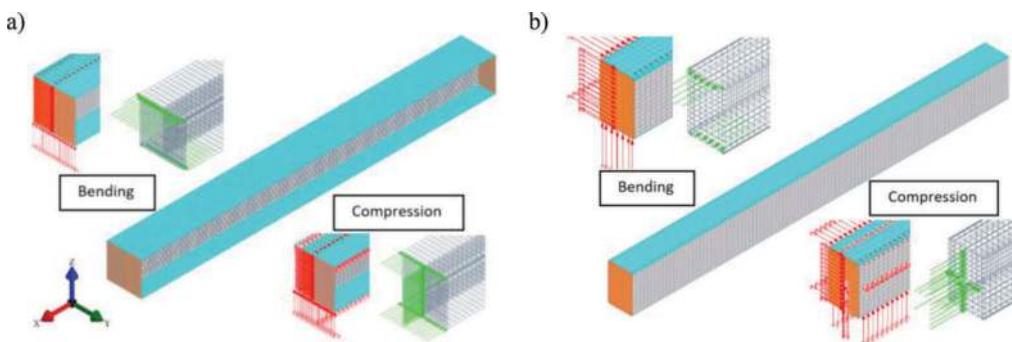 a)
Bending
Compression
Z
X
Y
b)
Bending
Compression